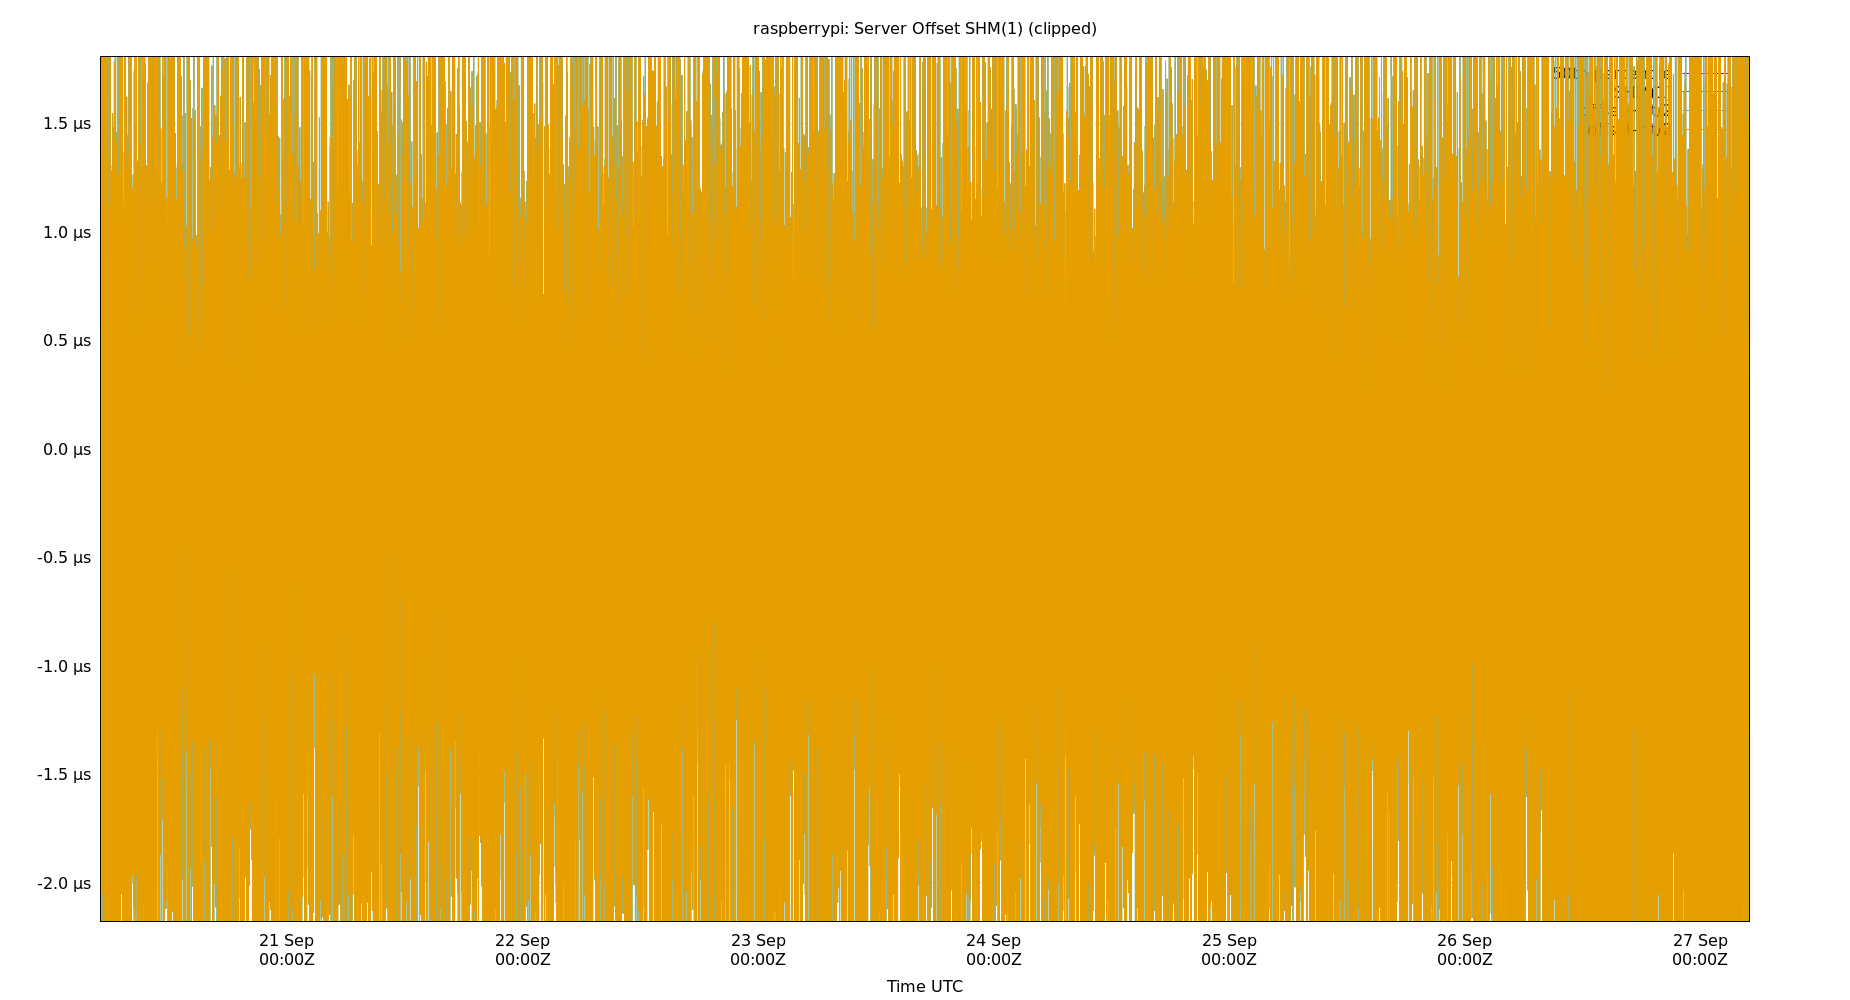 raspberrypi: Server Offset SHM(1) (clipped)
1.5 µs
1.0 µs
0.5 µs
0.0 µs
-0.5 µs
-1.0 µs
-1.5 µs
-2.0 µs
21 Sep 22 Sep 23 Sep 24 Sep 25 Sep 26 Sep 27 Sep
00:00Z 00:00Z 00:00Z 00:00Z 00:00Z 00:00Z 00:00Z
Time UTC